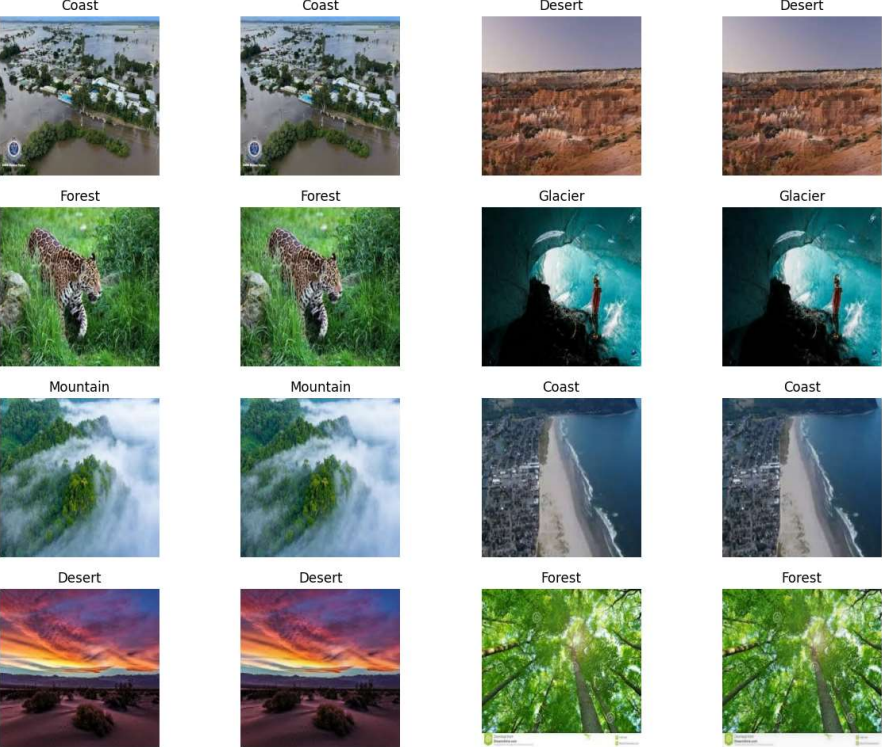 Coast Coast Desert Desert
Forest Forest Glacier Glacier
Mountain Mountain Coast Coast
Desert Desert Forest Forest